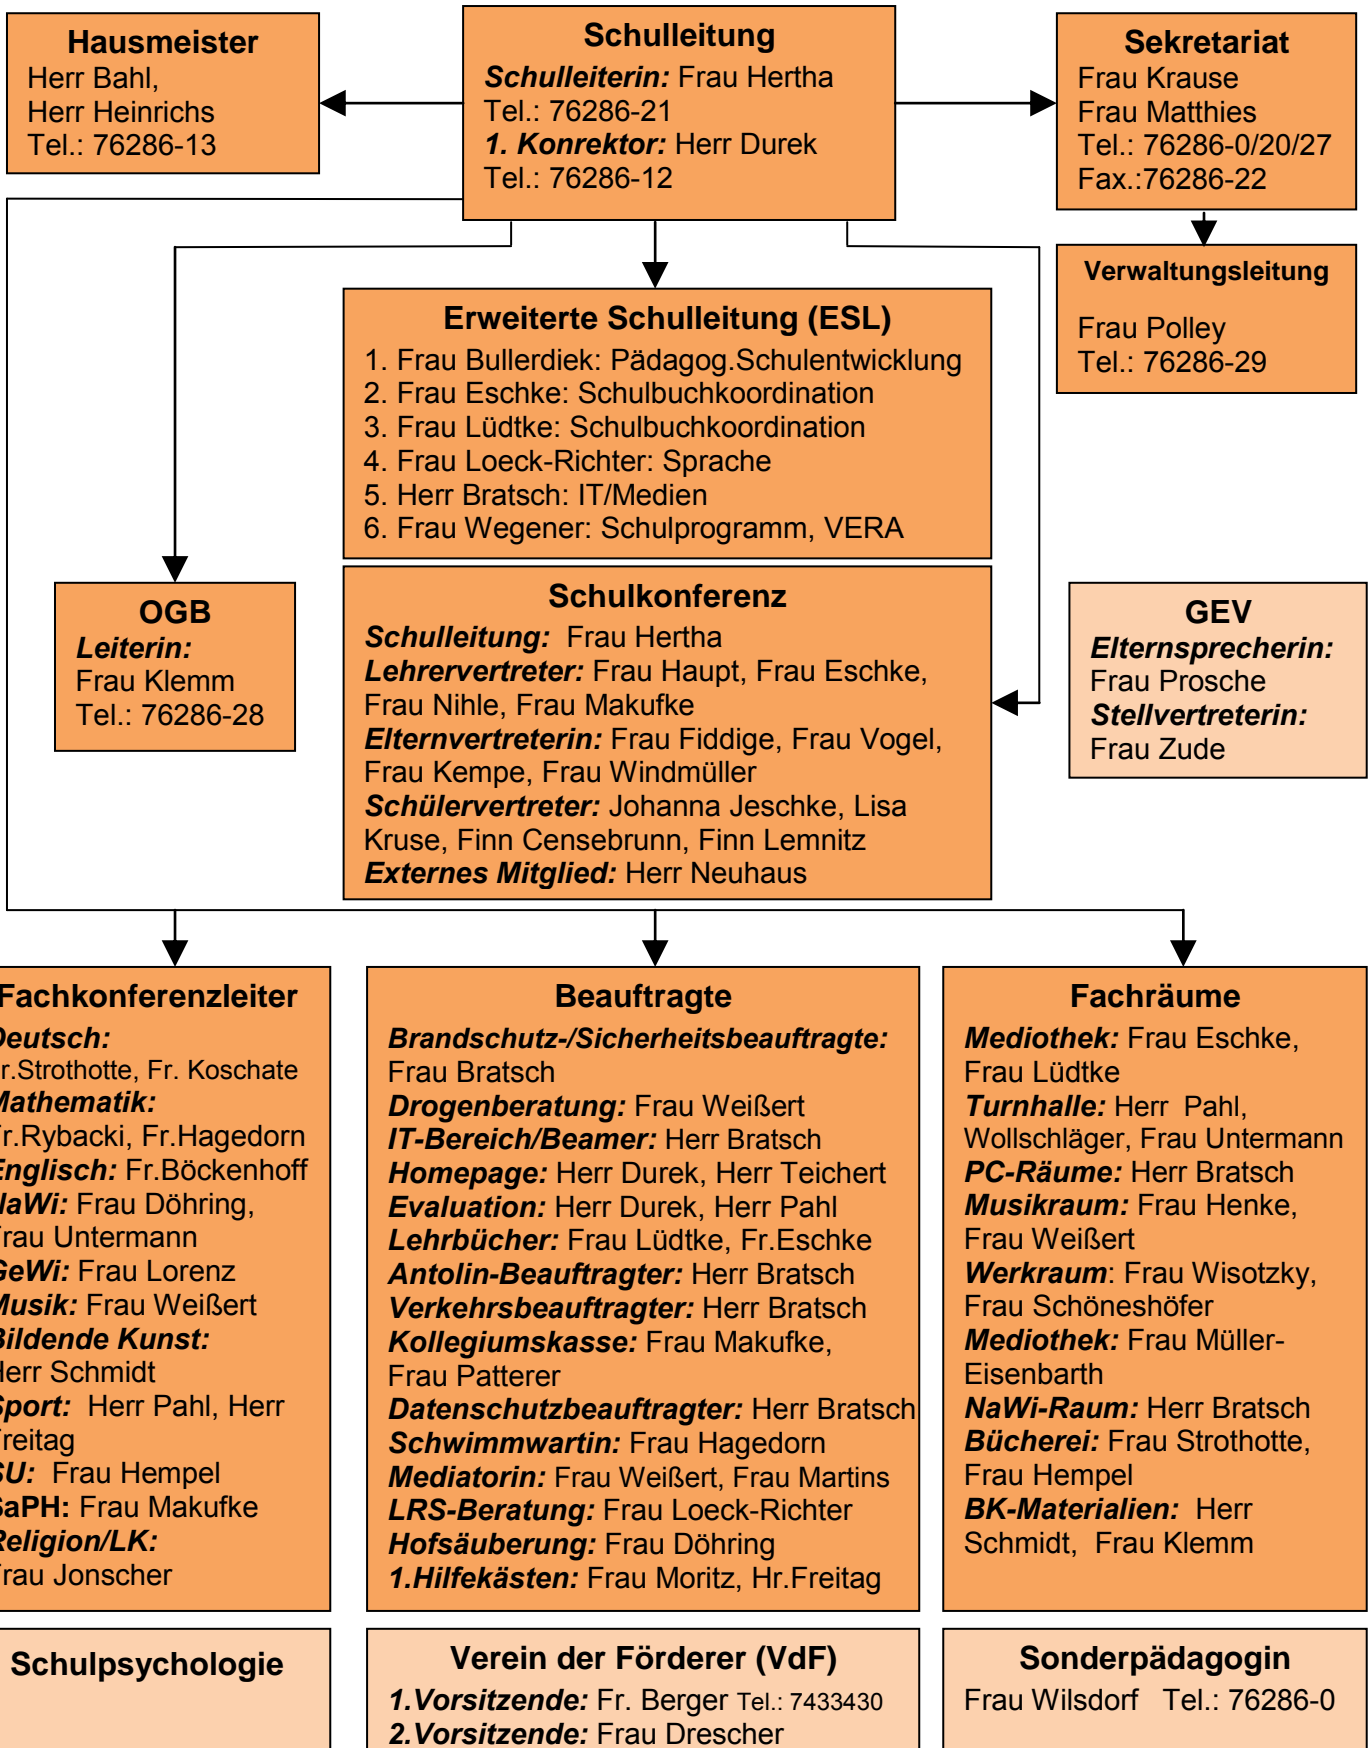 Hausmeister
Herr Bahl,
Herr Heinrichs
Tel.: 76286-13
Schulleitung
Schulleiterin: Frau Hertha
Tel.: 76286-21
1. Konrektor: Herr Durek
Tel.: 76286-12
Sekretariat
Frau Krause
Frau Matthies
Tel.: 76286-0/20/27
Fax.:76286-22
Verwaltungsleitung
Frau Polley
Tel.: 76286-29
Erweiterte Schulleitung (ESL)
1. Frau Bullerdiek: Pädagog.Schulentwicklung
2. Frau Eschke: Schulbuchkoordination
3. Frau Lüdtke: Schulbuchkoordination
4. Frau Loeck-Richter: Sprache
5. Herr Bratsch: IT/Medien
6. Frau Wegener: Schulprogramm, VERA
OGB
Leiterin:
Frau Klemm
Tel.: 76286-28
Schulkonferenz
Schulleitung: Frau Hertha
Lehrervertreter: Frau Haupt, Frau Eschke,
Frau Nihle, Frau Makufke
Elternvertreterin: Frau Fiddige, Frau Vogel,
Frau Kempe, Frau Windmüller
Schülervertreter: Johanna Jeschke, Lisa
Kruse, Finn Censebrunn, Finn Lemnitz
Externes Mitglied: Herr Neuhaus
GEV
Elternsprecherin:
Frau Prosche
Stellvertreterin:
Frau Zude
Fachkonferenzleiter
Deutsch:
Fr.Strothotte, Fr. Koschate
Mathematik:
Fr.Rybacki, Fr.Hagedorn
Englisch: Fr.Böckenhoff
NaWi: Frau Döhring,
Frau Untermann
GeWi: Frau Lorenz
Musik: Frau Weißert
Bildende Kunst:
Herr Schmidt
Sport: Herr Pahl, Herr
Freitag
SU: Frau Hempel
SaPH: Frau Makufke
Religion/LK:
Frau Jonscher
Beauftragte
Brandschutz-/Sicherheitsbeauftragte:
Frau Bratsch
Drogenberatung: Frau Weißert
IT-Bereich/Beamer: Herr Bratsch
Homepage: Herr Durek, Herr Teichert
Evaluation: Herr Durek, Herr Pahl
Lehrbücher: Frau Lüdtke, Fr.Eschke
Antolin-Beauftragter: Herr Bratsch
Verkehrsbeauftragter: Herr Bratsch
Kollegiumskasse: Frau Makufke,
Frau Patterer
Datenschutzbeauftragter: Herr Bratsch
Schwimmwartin: Frau Hagedorn
Mediatorin: Frau Weißert, Frau Martins
LRS-Beratung: Frau Loeck-Richter
Hofsäuberung: Frau Döhring
1.Hilfekästen: Frau Moritz, Hr.Freitag
Fachräume
Mediothek: Frau Eschke,
Frau Lüdtke
Turnhalle: Herr Pahl,
Wollschläger, Frau Untermann
PC-Räume: Herr Bratsch
Musikraum: Frau Henke,
Frau Weißert
Werkraum: Frau Wisotzky,
Frau Schöneshöfer
Mediothek: Frau Müller-
Eisenbarth
NaWi-Raum: Herr Bratsch
Bücherei: Frau Strothotte,
Frau Hempel
BK-Materialien: Herr
Schmidt, Frau Klemm
Schulpsychologie
Verein der Förderer (VdF)
1.Vorsitzende: Fr. Berger Tel.: 7433430
2.Vorsitzende: Frau Drescher
Sonderpädagogin
Frau Wilsdorf Tel.: 76286-0